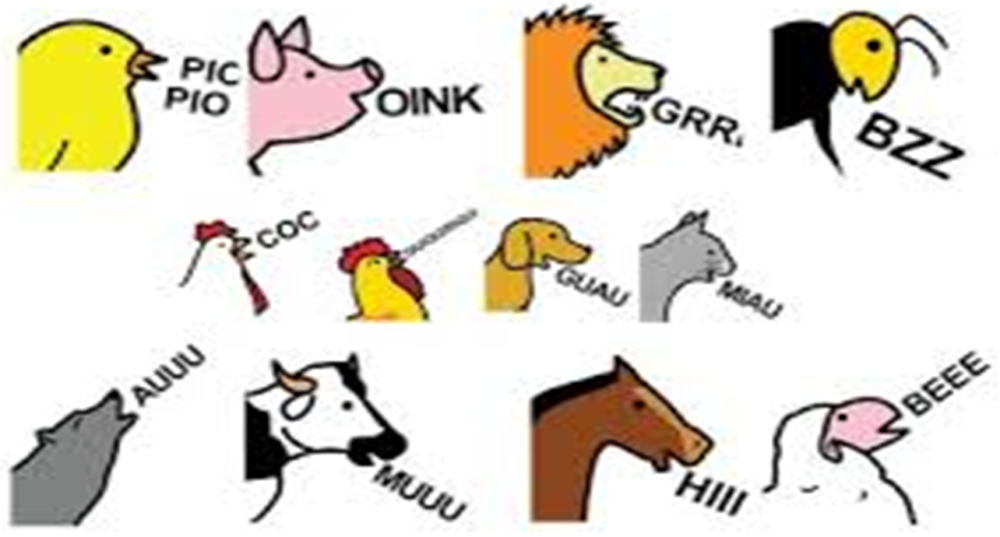 PIC
PIO
OINK
GRR.
BZZ
COC
GUAU
MIAU
AUUU
MUUU
HIII
BEEE